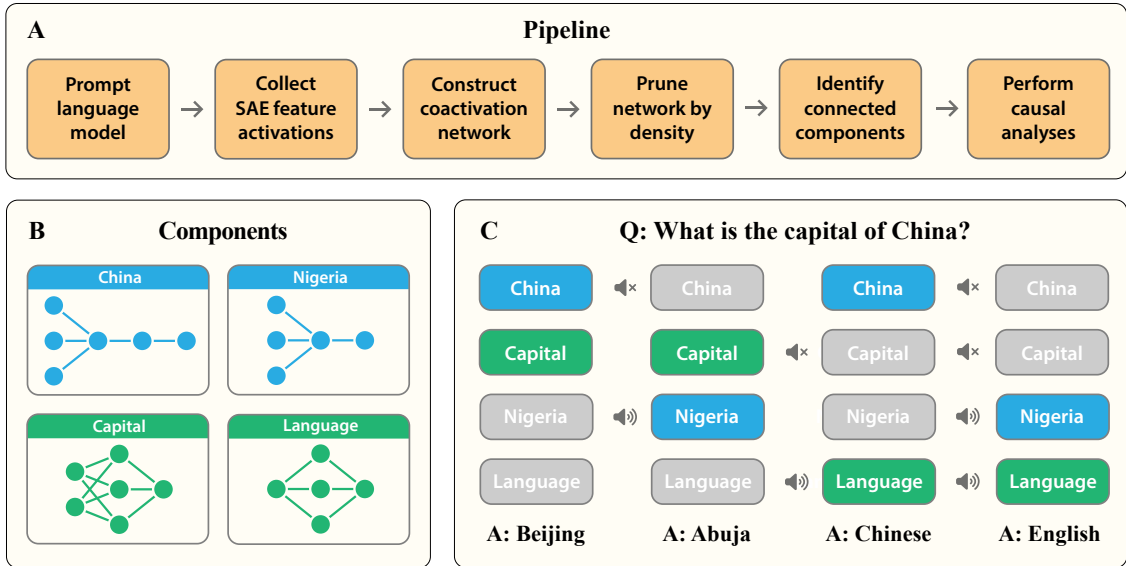 A
Pipeline
Prompt
language
model
Collect
SAE feature
activations
Construct
coactivation
network
Prune
network by
density
Identify
connected
components
Perform
causal
analyses
B
Components
China
Nigeria
Capital
Language
C
Q: What is the capital of China?
China
China
China
China
Capital
Capital
Capital
Capital
Nigeria
Nigeria
Nigeria
Nigeria
Language
Language
Language
Language
A: Beijing
A: Abuja
A: Chinese
A: English